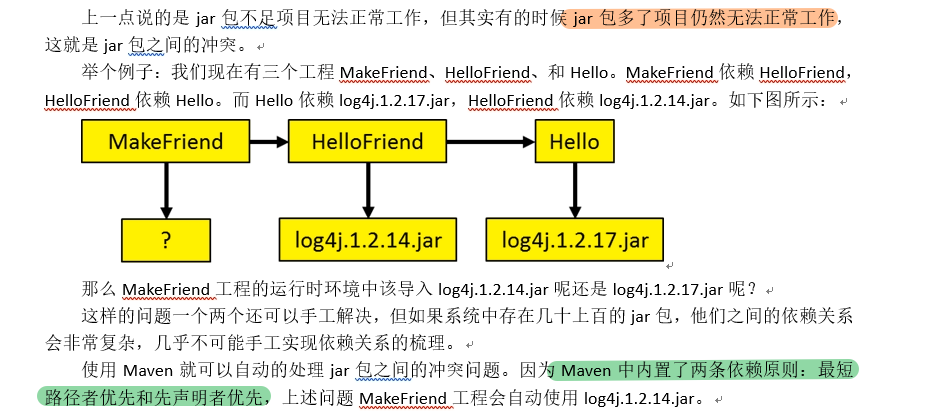 上一点说的是 jar 包不足项目无法正常工作，但其实有的时候 jar 包多了项目仍然无法正常工作，
这就是 jar 包之间的冲突。
举个例子：我们现在有三个工程 MakeFriend、HelloFriend、和 Hello。MakeFriend 依赖 HelloFriend，
HelloFriend 依赖 Hello。而 Hello 依赖 log4j.1.2.17.jar，HelloFriend 依赖 log4j.1.2.14.jar。如下图所示：
MakeFriend
HelloFriend
Hello
?
log4j.1.2.14.jar
log4j.1.2.17.jar
那么 MakeFriend 工程的运行时环境中该导入 log4j.1.2.14.jar 呢还是 log4j.1.2.17.jar 呢？
这样的问题一个两个还可以手工解决，但如果系统中存在几十上百的 jar 包，他们之间的依赖关系
会非常复杂，几乎不可能手工实现依赖关系的梳理。
使用 Maven 就可以自动的处理 jar 包之间的冲突问题。因为 Maven 中内置了两条依赖原则：最短
路径者优先和先声明者优先，上述问题 MakeFriend 工程会自动使用 log4j.1.2.14.jar。